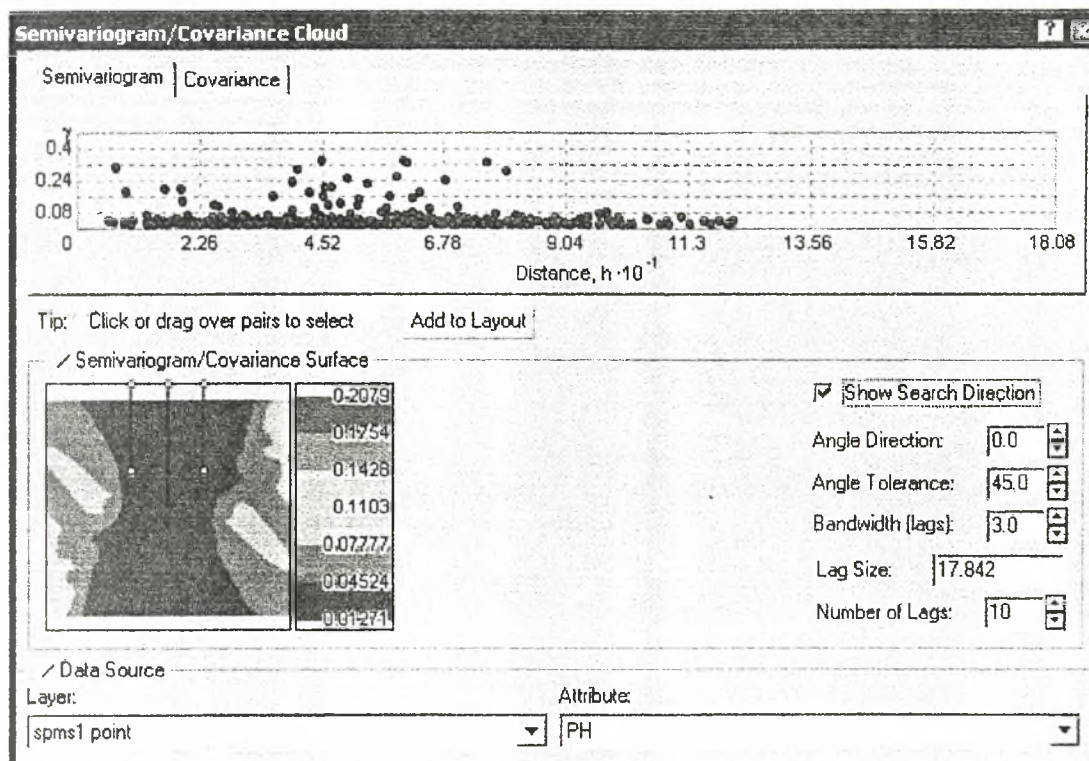 Semivariogram/Covariance Cloud
?
Semivariogram Covariance
γ
0.4
0.24
0.08
0 2.26 4.52 6.78 9.04 11.3 13.56 15.82 18.08
Distance, h ·10⁻¹
Tip: Click or drag over pairs to select Add to Layout
Semivariogram/Covariance Surface
0.2079
0.1754
0.1428
0.1103
0.07777
0.04524
0.01271
Show Search Direction
Angle Direction: 0.0
Angle Tolerance: 45.0
Bandwidth (lags): 3.0
Lag Size: 17.842
Number of Lags: 10
Data Source
Layer: Attribute:
spms1 point PH